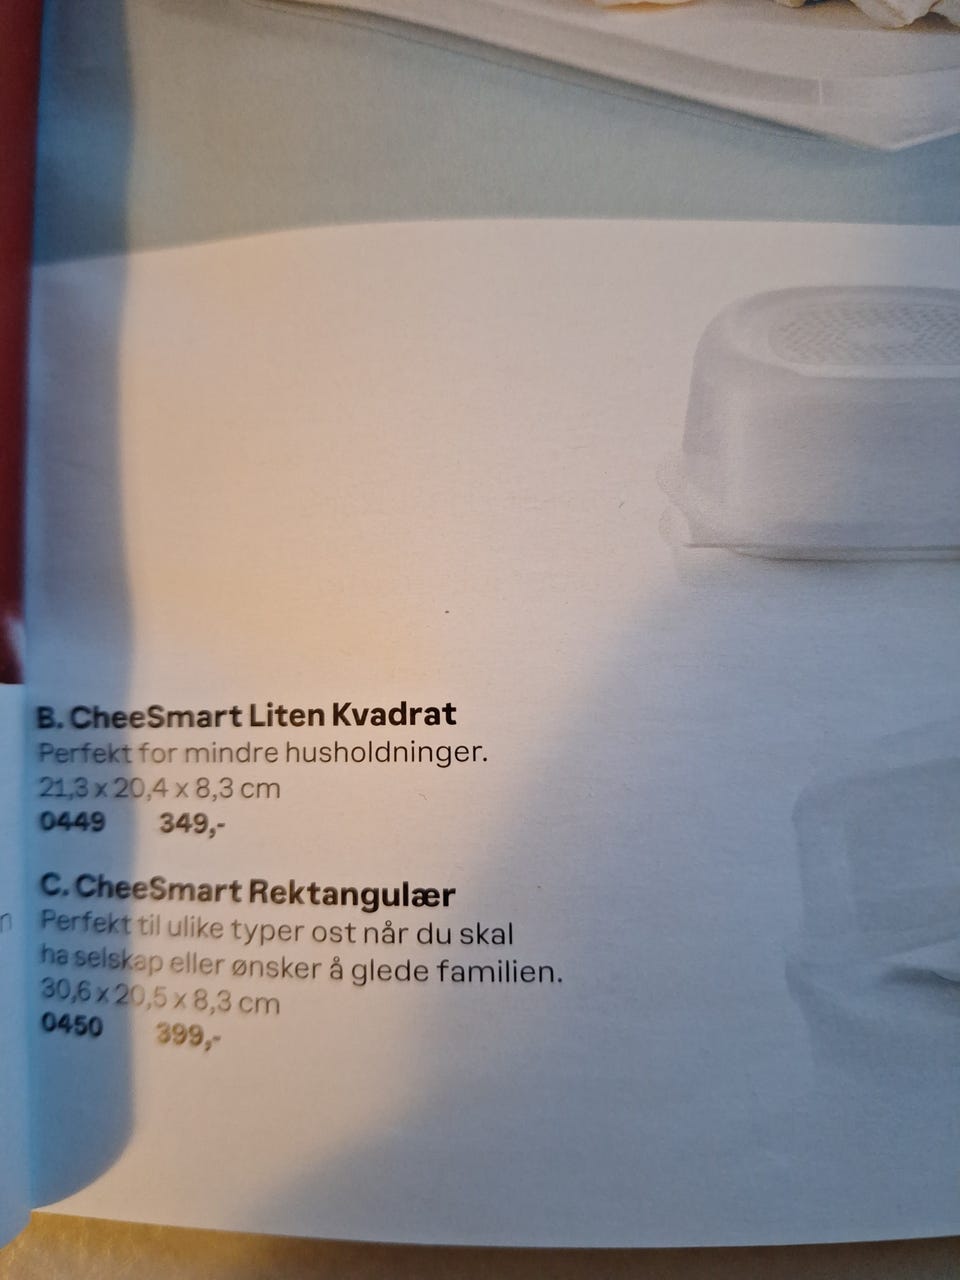 B. CheeSmart Liten Kvadrat
Perfekt for mindre husholdninger.
21,3 x 20,4 x 8,3 cm
0449 349,-
C. CheeSmart Rektangulær
Perfekt til ulike typer ost når du skal
ha selskap eller ønsker å glede familien.
30,6 x 20,5 x 8,3 cm
0450 399,-